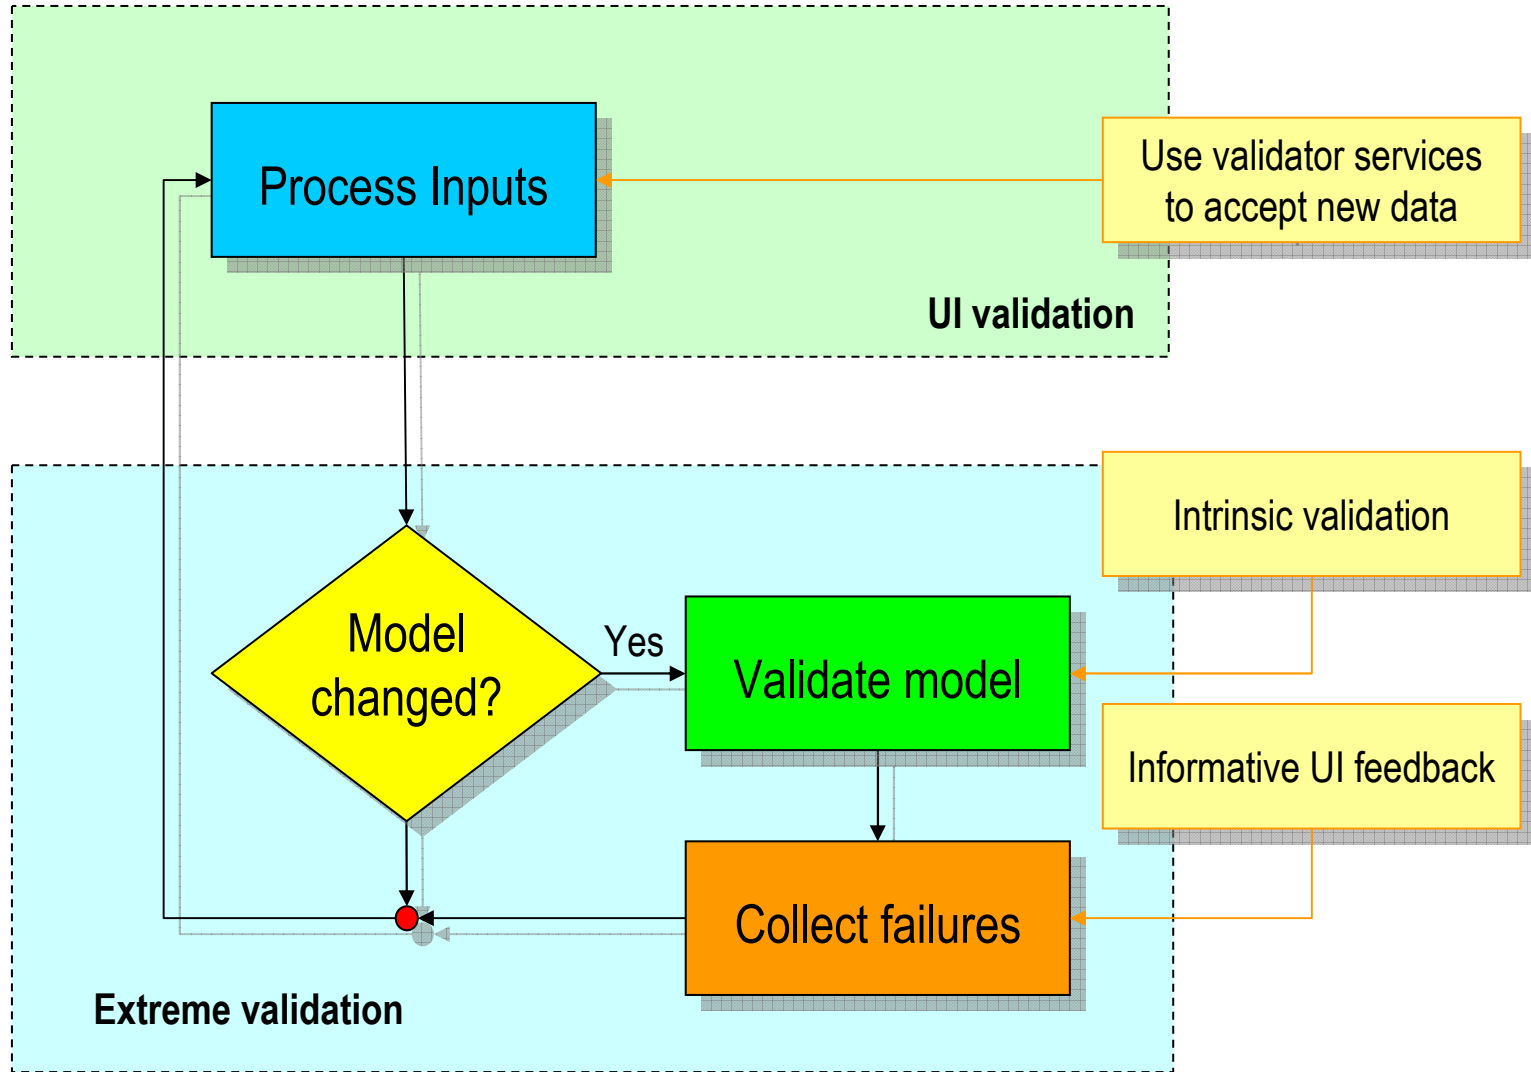 Process Inputs
Use validator services
to accept new data
UI validation
Intrinsic validation
Model
changed?
Yes
Validate model
Informative UI feedback
Collect failures
Extreme validation